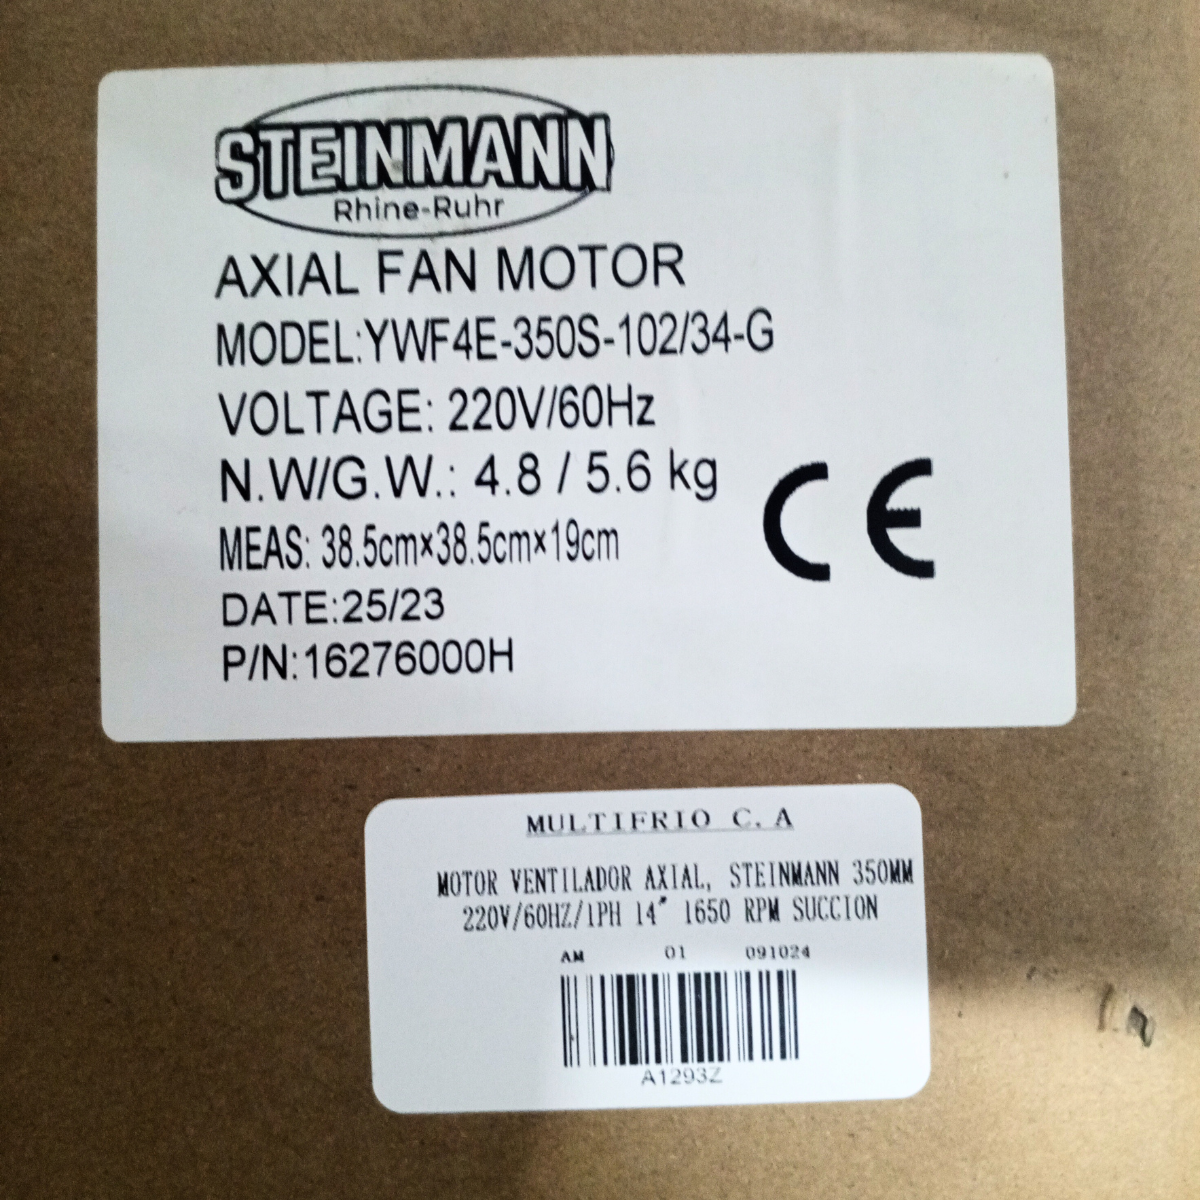 STEINMANN
Rhine-Ruhr
AXIAL FAN MOTOR
MODEL:YWF4E-350S-102/34-G
VOLTAGE: 220V/60Hz
N.W/G.W.: 4.8 / 5.6 kg
MEAS: 38.5cm×38.5cm×19cm
DATE:25/23
P/N:16276000H
CE
MULTIFRIO C. A
MOTOR VENTILADOR AXIAL, STEINMANN 350MM
220V/60HZ/1PH 14" 1650 RPM SUCCION
AM 01 091024
A1293Z